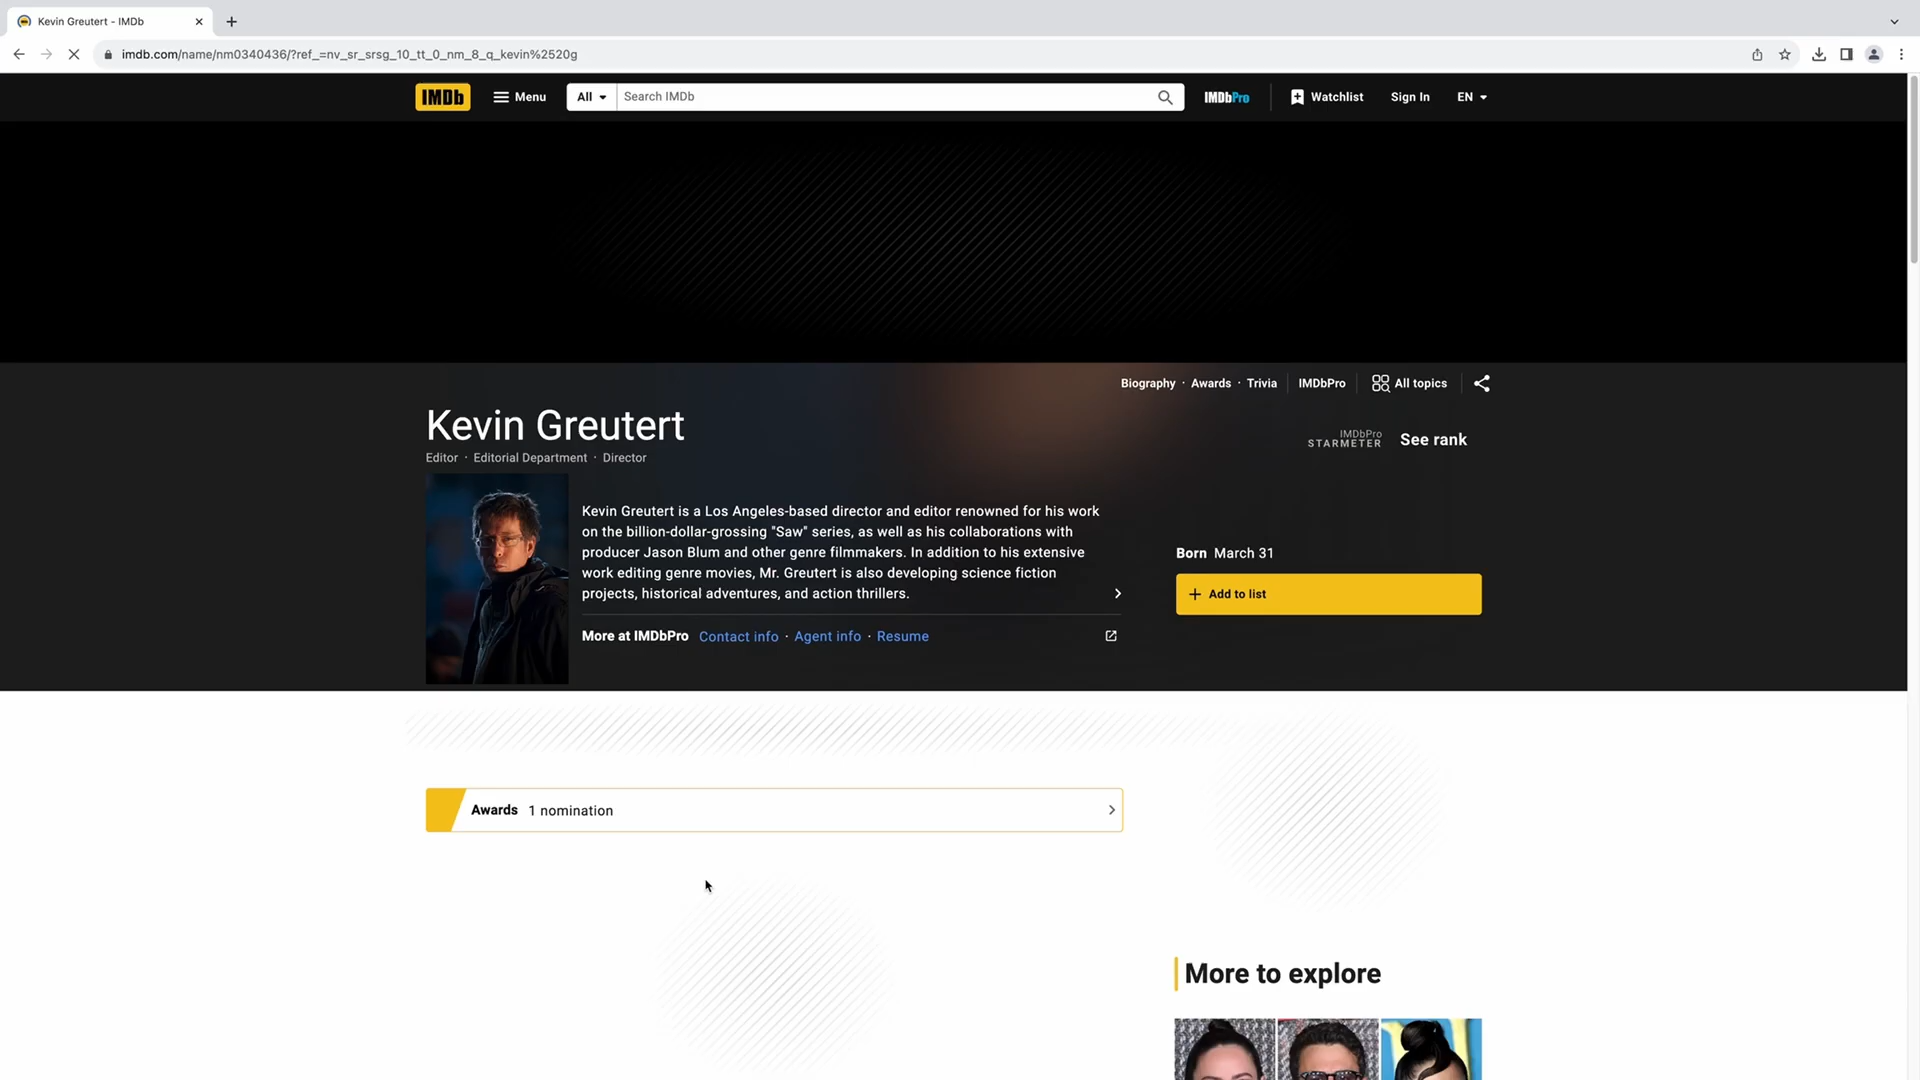 Kevin Greutert - IMDb
imdb.com/name/nm0340436/?ref_=nv_sr_srsg_10_tt_0_nm_8_q_kevin%2520g
IMDb Menu All Search IMDb IMDbPro Watchlist Sign In EN
Biography · Awards · Trivia IMDbPro All topics
Kevin Greutert
Editor · Editorial Department · Director
IMDbPro
STARMETER
See rank
Kevin Greutert is a Los Angeles-based director and editor renowned for his work
on the billion-dollar-grossing "Saw" series, as well as his collaborations with
producer Jason Blum and other genre filmmakers. In addition to his extensive
work editing genre movies, Mr. Greutert is also developing science fiction
projects, historical adventures, and action thrillers.
Born March 31
+ Add to list
More at IMDbPro Contact info · Agent info · Resume
Awards 1 nomination
More to explore